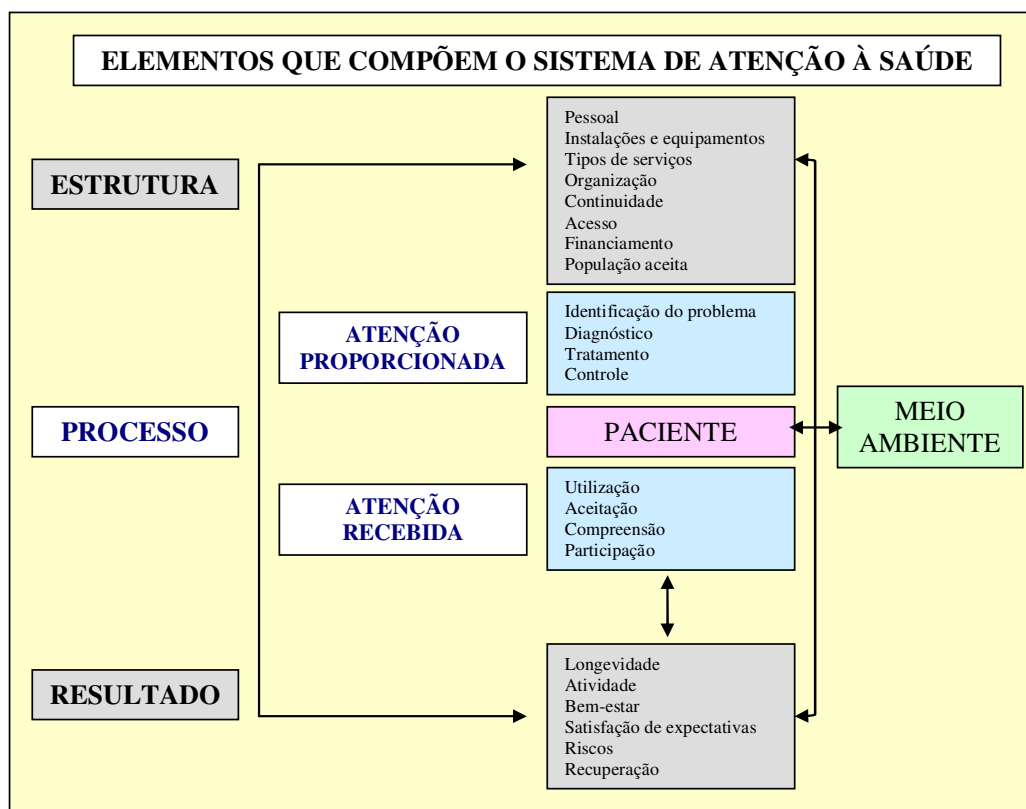 ELEMENTOS QUE COMPÕEM O SISTEMA DE ATENÇÃO À SAÚDE
ESTRUTURA
Pessoal
Instalações e equipamentos
Tipos de serviços
Organização
Continuidade
Acesso
Financiamento
População aceita
ATENÇÃO
PROPORCIONADA
Identificação do problema
Diagnóstico
Tratamento
Controle
PROCESSO
PACIENTE
MEIO
AMBIENTE
ATENÇÃO
RECEBIDA
Utilização
Aceitação
Compreensão
Participação
RESULTADO
Longevidade
Atividade
Bem-estar
Satisfação de expectativas
Riscos
Recuperação